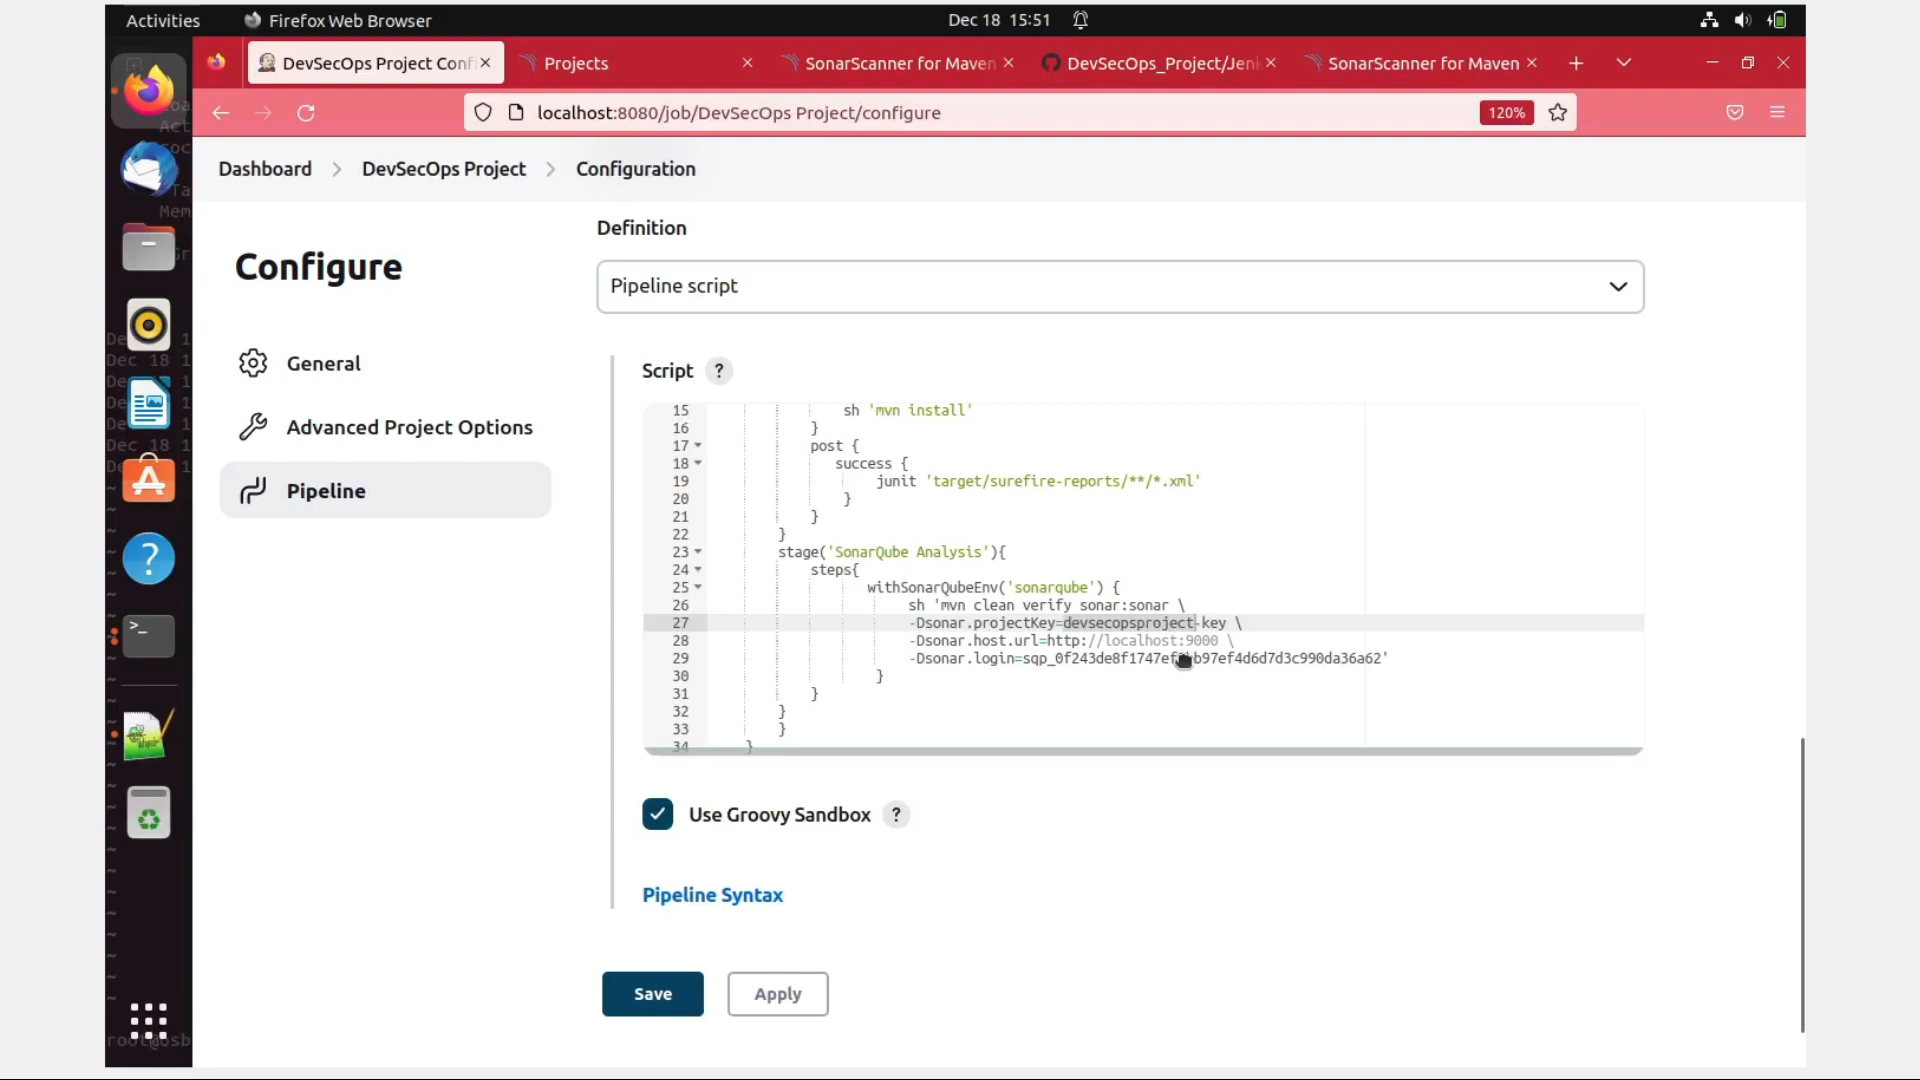 Activities
Firefox Web Browser
Dec 18 15:51
DevSecOps Project Conf
Projects
SonarScanner for Maven
DevSecOps_Project/Jen
SonarScanner for Maven
localhost:8080/job/DevSecOps Project/configure
120%
Dashboard
DevSecOps Project
Configuration
Configure
General
Advanced Project Options
Pipeline
Definition
Pipeline script
Script ?
15 sh 'mvn install'
16 }
17 post {
18 success {
19 junit 'target/surefire-reports/**/*.xml'
20 }
21 }
22 }
23 stage('SonarQube Analysis'){
24 steps{
25 withSonarQubeEnv('sonarqube') {
26 sh 'mvn clean verify sonar:sonar \
27 -Dsonar.projectKey=devsecopsproject-key \
28 -Dsonar.host.url=http://localhost:9000 \
29
30 }
31 }
32 }
33 }
34 }
Use Groovy Sandbox ?
Pipeline Syntax
Save
Apply